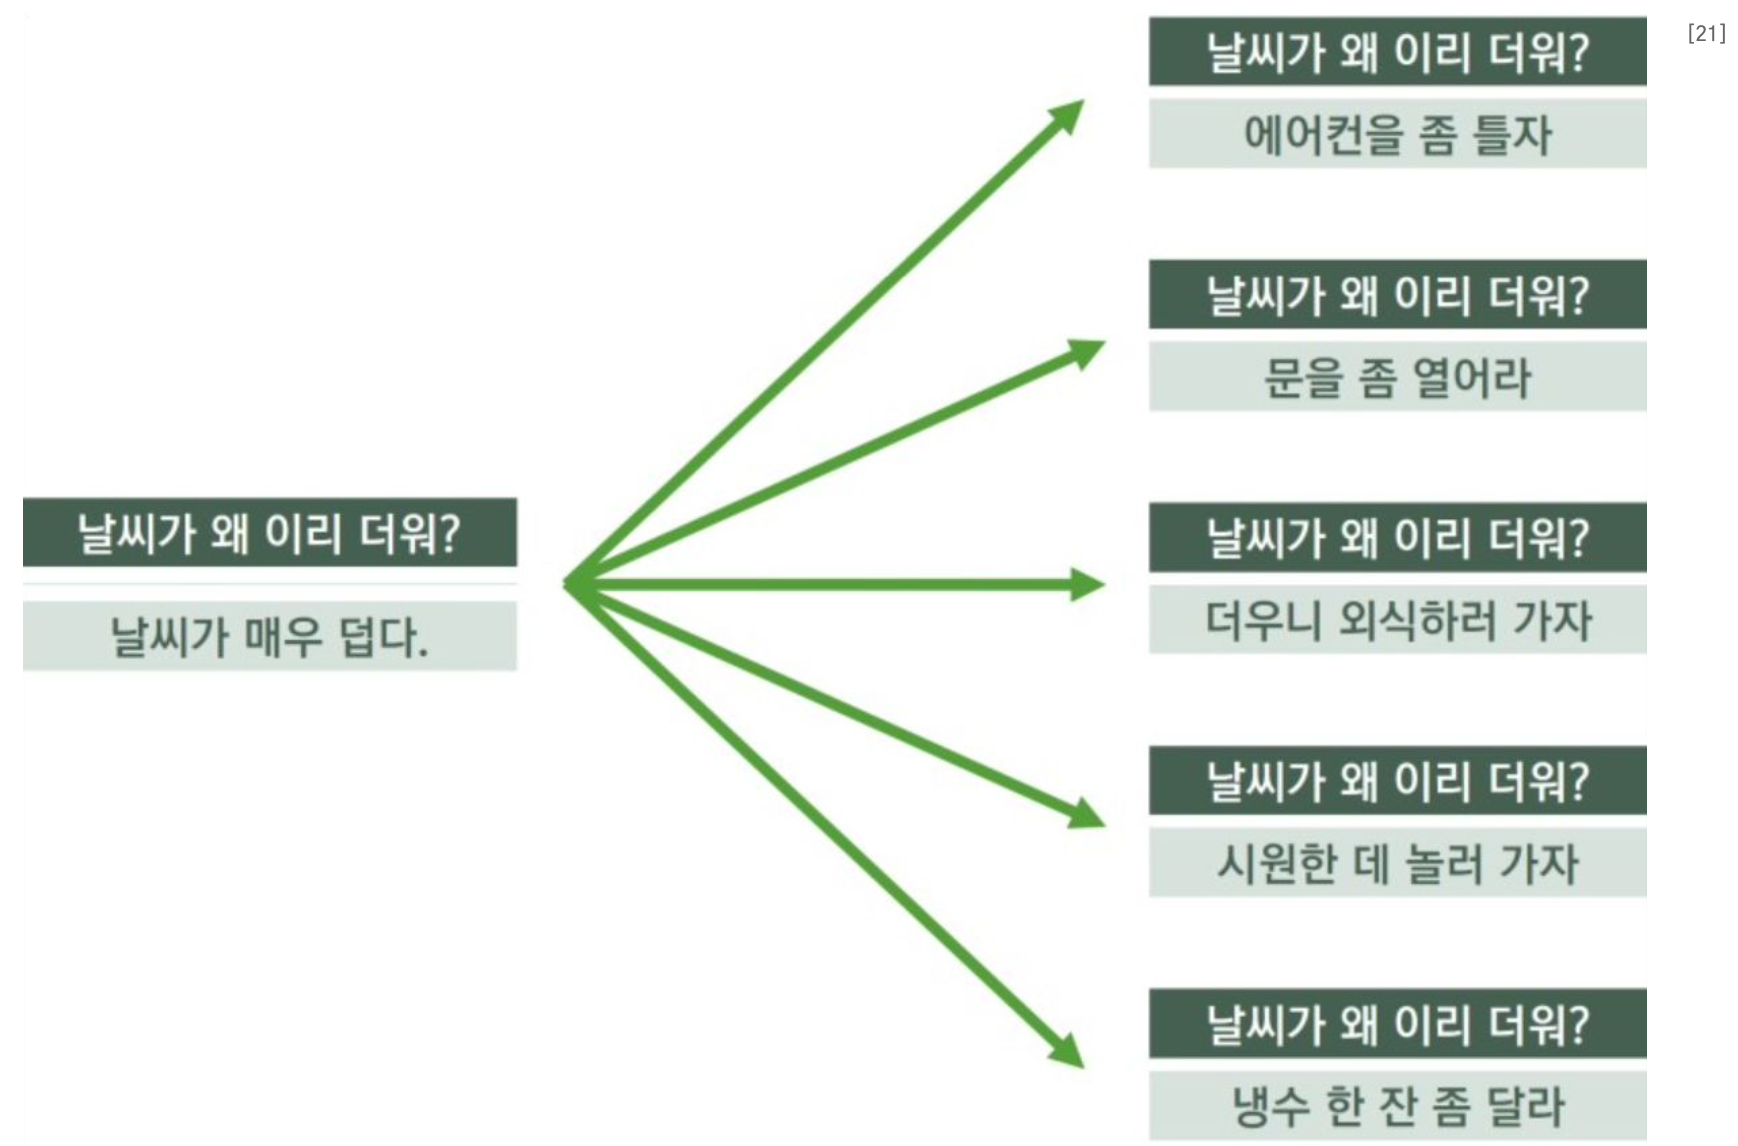 날씨가 왜 이리 더워?
날씨가 매우 덥다.
날씨가 왜 이리 더워?
에어컨을 좀 틀자
날씨가 왜 이리 더워?
문을 좀 열어라
날씨가 왜 이리 더워?
더우니 외식하러 가자
날씨가 왜 이리 더워?
시원한 데 놀러 가자
날씨가 왜 이리 더워?
냉수 한 잔 좀 달라
[21]